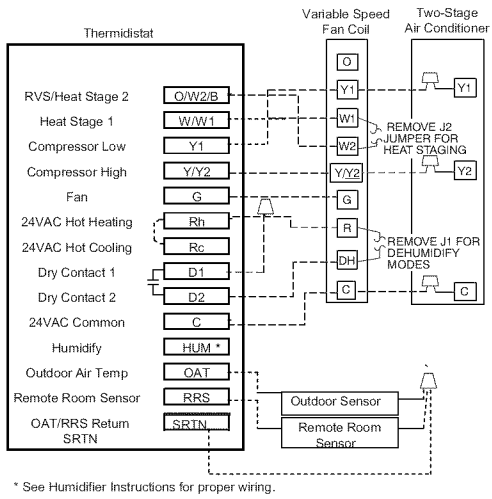 Thermidistat
Variable Speed
Fan Coil
Two-Stage
Air Conditioner
RVS/Heat Stage 2 O/W2/B
Heat Stage 1 W/W1
Compressor Low Y1
Compressor High Y/Y2
Fan G
24VAC Hot Heating Rh
24VAC Hot Cooling Rc
Dry Contact 1 D1
Dry Contact 2 D2
24VAC Common C
Humidify HUM *
Outdoor Air Temp OAT
Remote Room Sensor RRS
OAT/RRS Return
SRTN
SRTN
O
Y1
W1
W2
Y/Y2
G
R
DH
C
REMOVE J2
JUMPER FOR
HEAT STAGING
REMOVE J1 FOR
DEHUMIDIFY
MODES
Y1
Y2
C
Outdoor Sensor
Remote Room
Sensor
* See Humidifier Instructions for proper wiring.